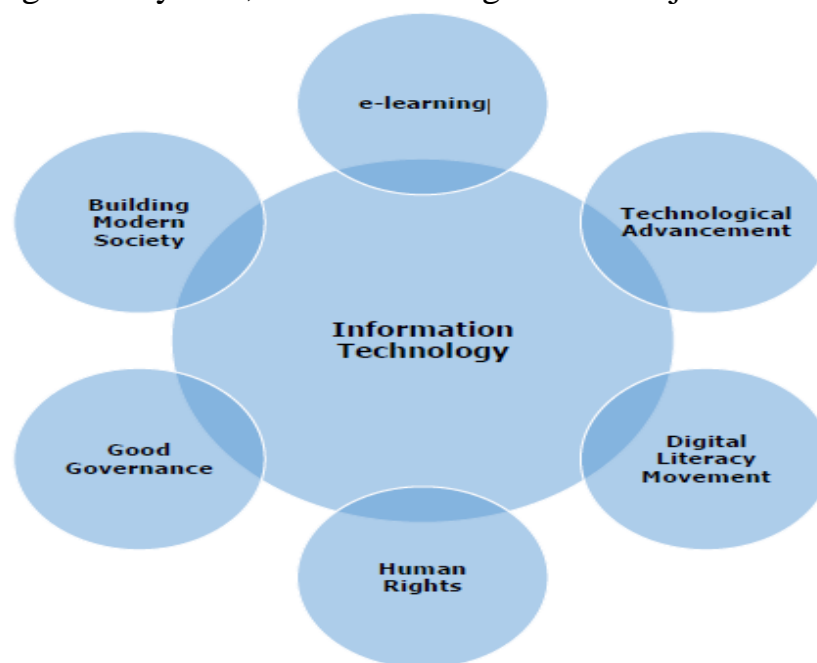 e-learning
Building
Modern
Society
Technological
Advancement
Information
Technology
Good
Governance
Digital
Literacy
Movement
Human
Rights